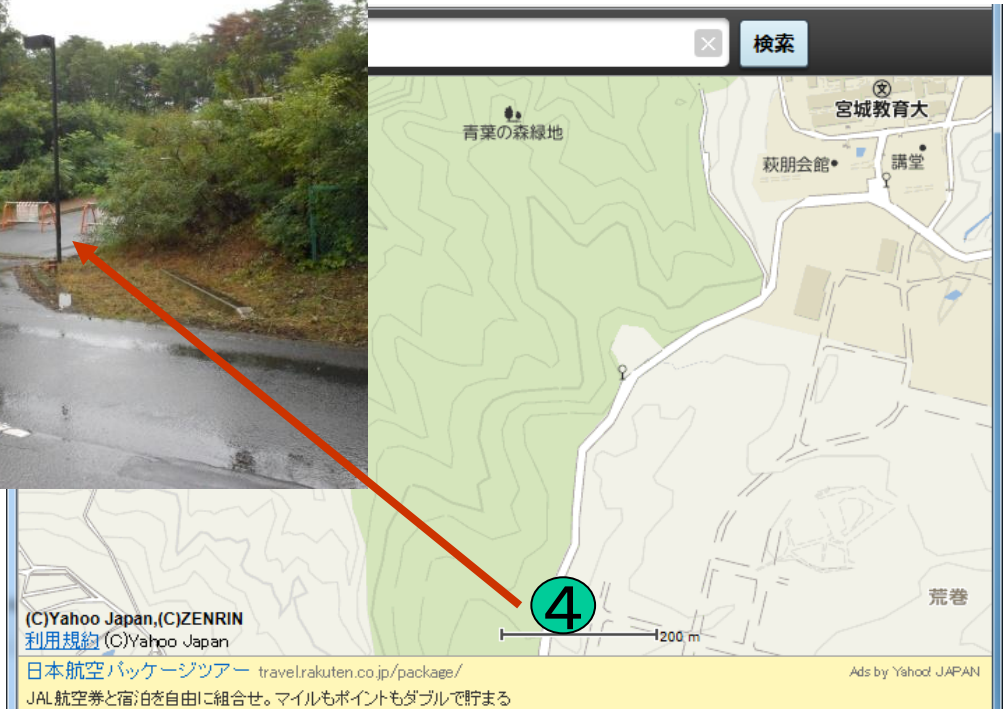 検索
文
宮城教育大
青葉の森緑地
萩朋会館
講堂
荒巻
4
200 m
(C)Yahoo Japan,(C)ZENRIN
利用規約 (C)Yahoo Japan
日本航空パッケージツアー travel.rakuten.co.jp/package/
Ads by Yahoo! JAPAN
JAL航空券と宿泊を自由に組合せ。マイルもポイントもダブルで貯まる